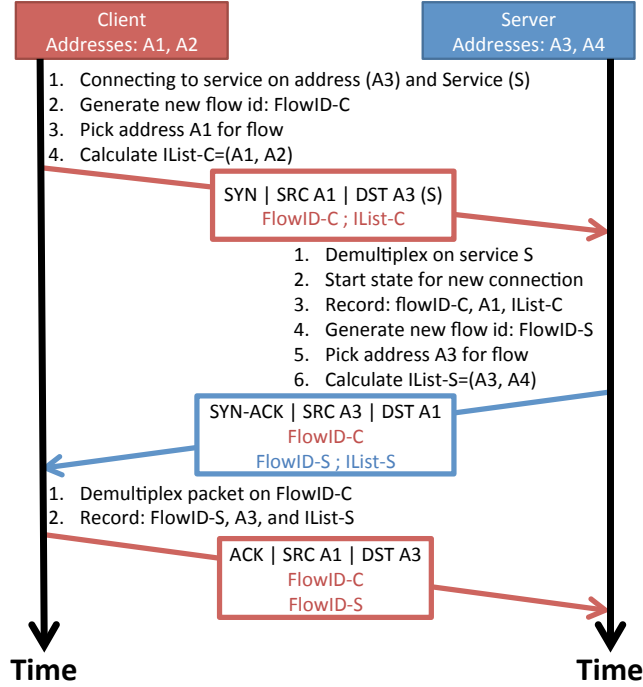 Client
Addresses: A1, A2
Server
Addresses: A3, A4
1. Connecting to service on address (A3) and Service (S)
2. Generate new flow id: FlowID-C
3. Pick address A1 for flow
4. Calculate IList-C=(A1, A2)
SYN | SRC A1 | DST A3 (S)
FlowID-C ; IList-C
1. Demultiplex on service S
2. Start state for new connection
3. Record: flowID-C, A1, IList-C
4. Generate new flow id: FlowID-S
5. Pick address A3 for flow
6. Calculate IList-S=(A3, A4)
SYN-ACK | SRC A3 | DST A1
FlowID-C
FlowID-S ; IList-S
1. Demultiplex packet on FlowID-C
2. Record: FlowID-S, A3, and IList-S
ACK | SRC A1 | DST A3
FlowID-C
FlowID-S
Time
Time